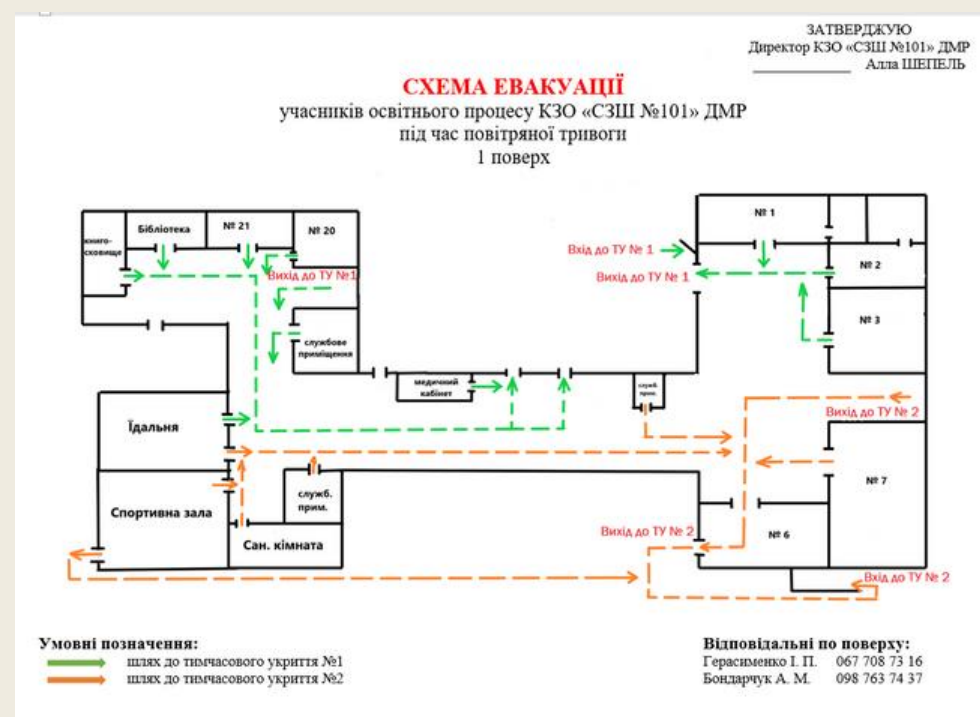 ЗАТВЕРДЖУЮ
Директор КЗО «СЗШ №101» ДМР
____________ Алла ШЕПЕЛЬ
СХЕМА ЕВАКУАЦІЇ
учасників освітнього процесу КЗО «СЗШ №101» ДМР
під час повітряної тривоги
1 поверх
книго-
сховище
Бібліотека
№ 21
№ 20
Вихід до ТУ №1
службове
приміщення
медичний
кабінет
служб.
прим.
№ 1
Вхід до ТУ № 1
Вихід до ТУ № 1
№ 2
№ 3
Вихід до ТУ № 2
Їдальня
№ 7
Спортивна зала
служб.
прим.
Сан. кімната
Вихід до ТУ № 2
№ 6
Вхід до ТУ № 2
Умовні позначення:
шлях до тимчасового укриття №1
шлях до тимчасового укриття №2
Відповідальні по поверху:
Герасименко І. П. 067 708 73 16
Бондарчук А. М. 098 763 74 37